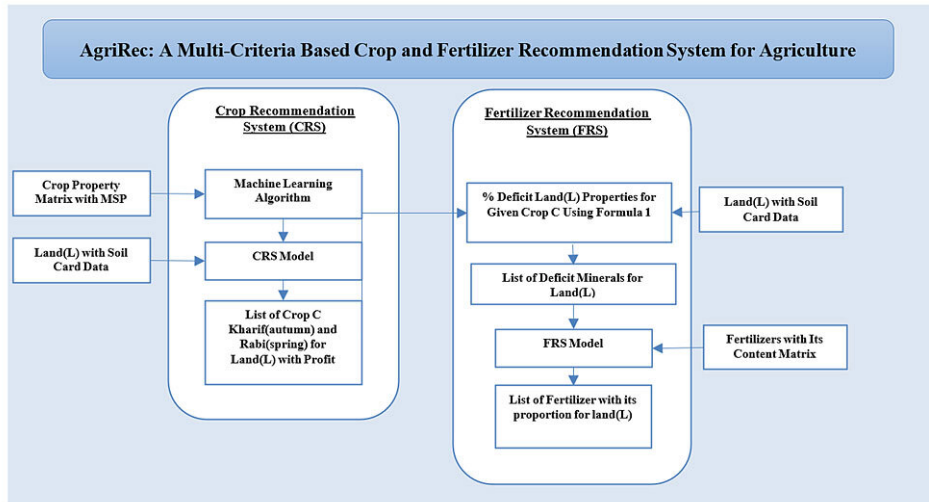 AgriRec: A Multi-Criteria Based Crop and Fertilizer Recommendation System for Agriculture
Crop Recommendation
System (CRS)
Crop Property
Matrix with MSP
Machine Learning
Algorithm
Land(L) with Soil
Card Data
CRS Model
List of Crop C
Kharif(autumn) and
Rabi(spring) for
Land(L) with Profit
Fertilizer Recommendation
System (FRS)
% Deficit Land(L) Properties for
Given Crop C Using Formula 1
Land(L) with Soil
Card Data
List of Deficit Minerals for
Land(L)
FRS Model
Fertilizers with Its
Content Matrix
List of Fertilizer with its
proportion for land(L)